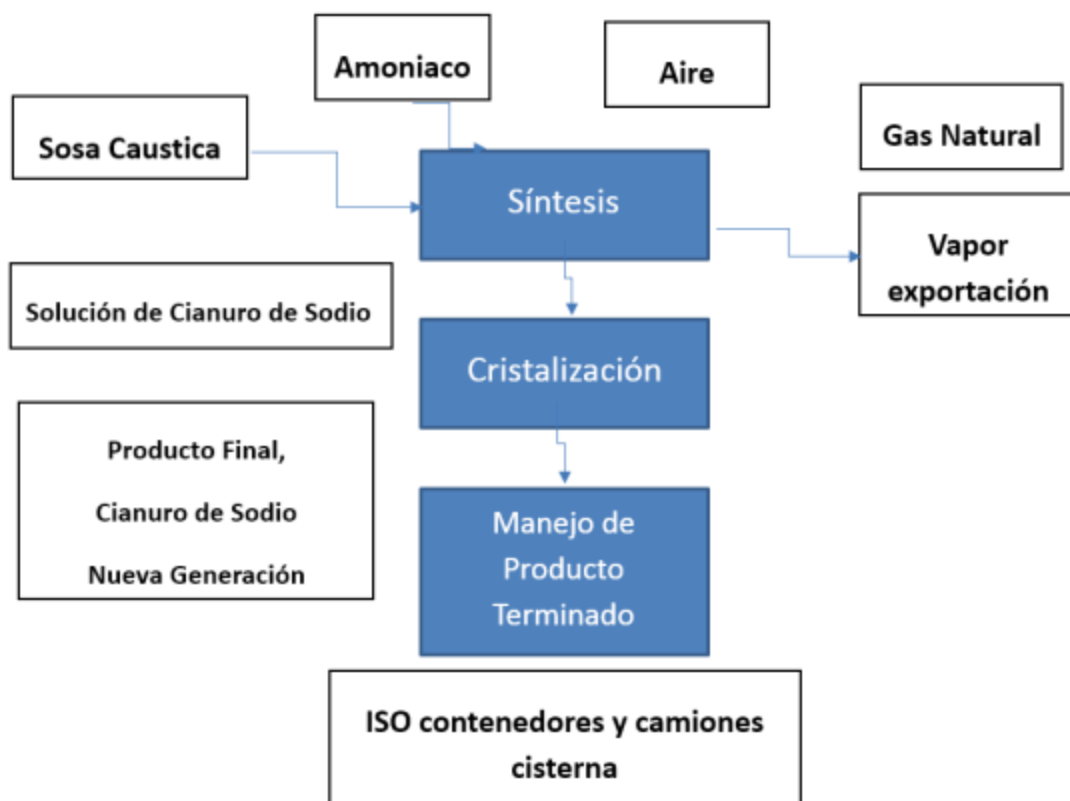 Amoniaco
Aire
Sosa Caustica
Gas Natural
Síntesis
Vapor
exportación
Solución de Cianuro de Sodio
Cristalización
Producto Final,
Cianuro de Sodio
Nueva Generación
Manejo de
Producto
Terminado
ISO contenedores y camiones
cisterna